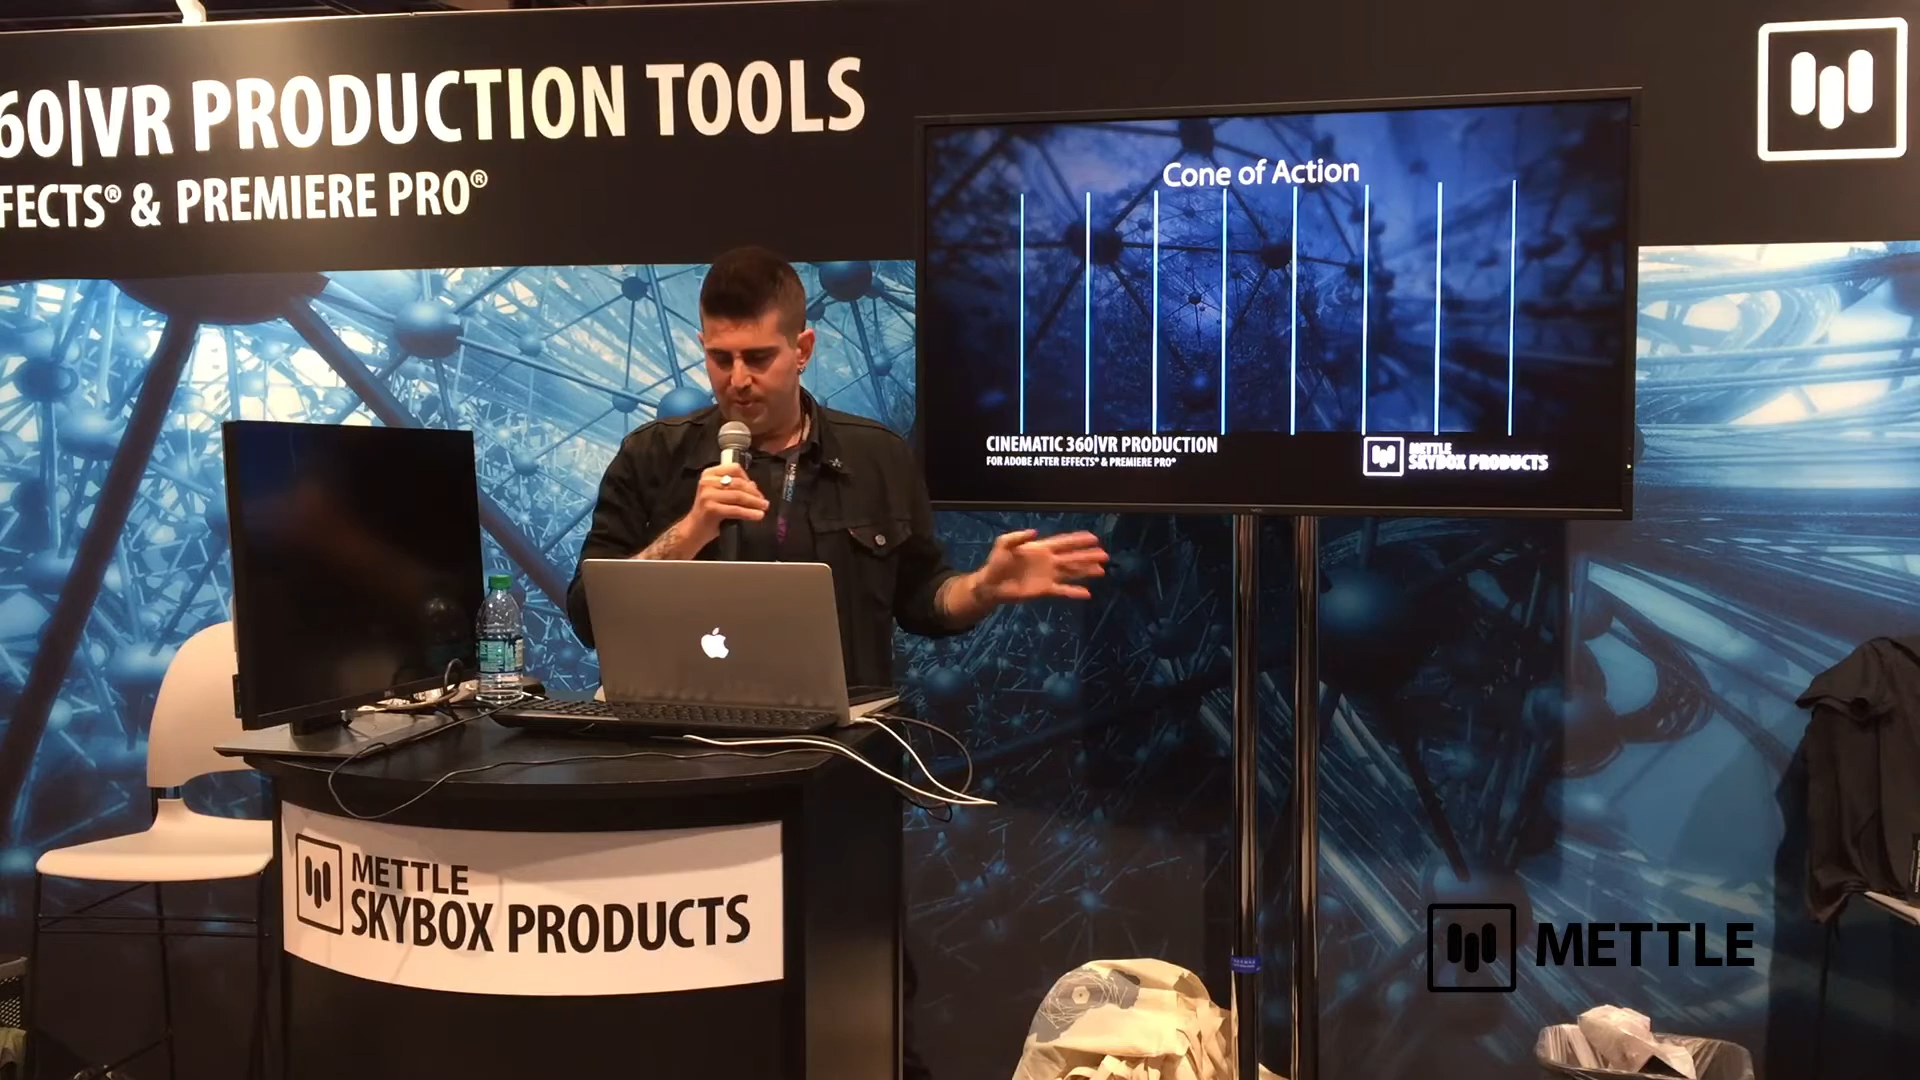 60|VR PRODUCTION TOOLS
FECTS® & PREMIERE PRO®
Cone of Action
CINEMATIC 360|VR PRODUCTION
FOR ADOBE AFTER EFFECTS® & PREMIERE PRO®
METTLE
SKYBOX PRODUCTS
METTLE
SKYBOX PRODUCTS
METTLE